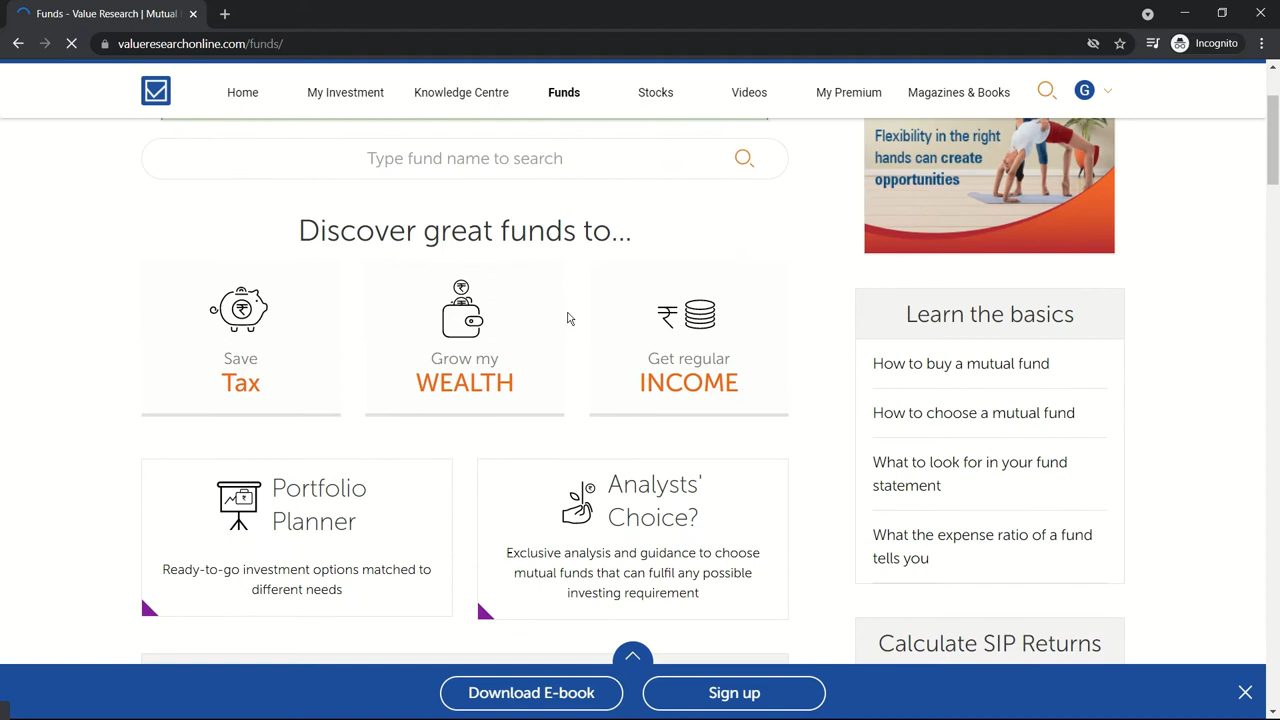 Funds - Value Research | Mutual
valueresearchonline.com/funds/
Incognito
Home
My Investment
Knowledge Centre
Funds
Stocks
Videos
My Premium
Magazines & Books
G
Type fund name to search
Discover great funds to...
Save
Tax
Grow my
WEALTH
Get regular
INCOME
Portfolio
Planner
Ready-to-go investment options matched to
different needs
Analysts'
Choice?
Exclusive analysis and guidance to choose
mutual funds that can fulfil any possible
investing requirement
Flexibility in the right
hands can create
opportunities
Learn the basics
How to buy a mutual fund
How to choose a mutual fund
What to look for in your fund
statement
What the expense ratio of a fund
tells you
Calculate SIP Returns
Download E-book
Sign up